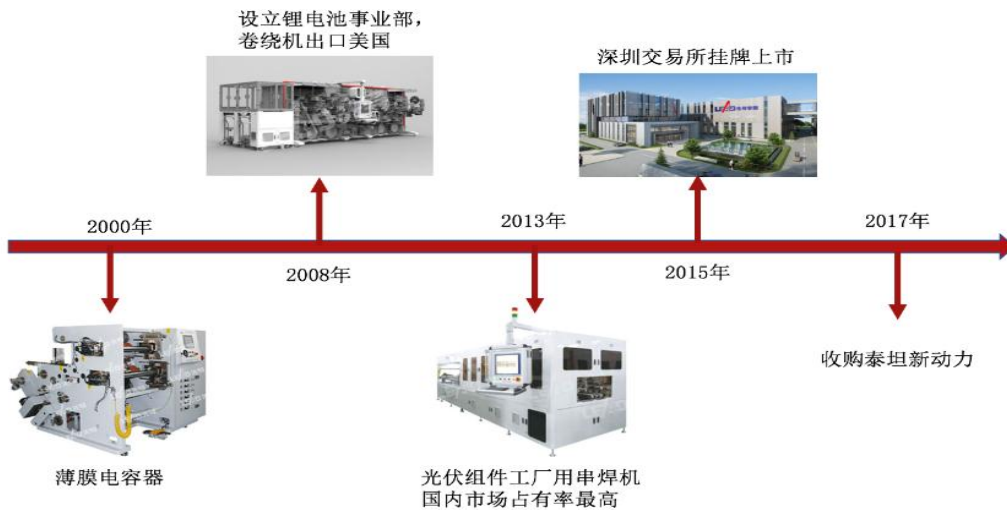 设立锂电池事业部，
卷绕机出口美国
深圳交易所挂牌上市
2000年
2013年
2017年
2008年
2015年
收购泰坦新动力
薄膜电容器
光伏组件工厂用串焊机
国内市场占有率最高